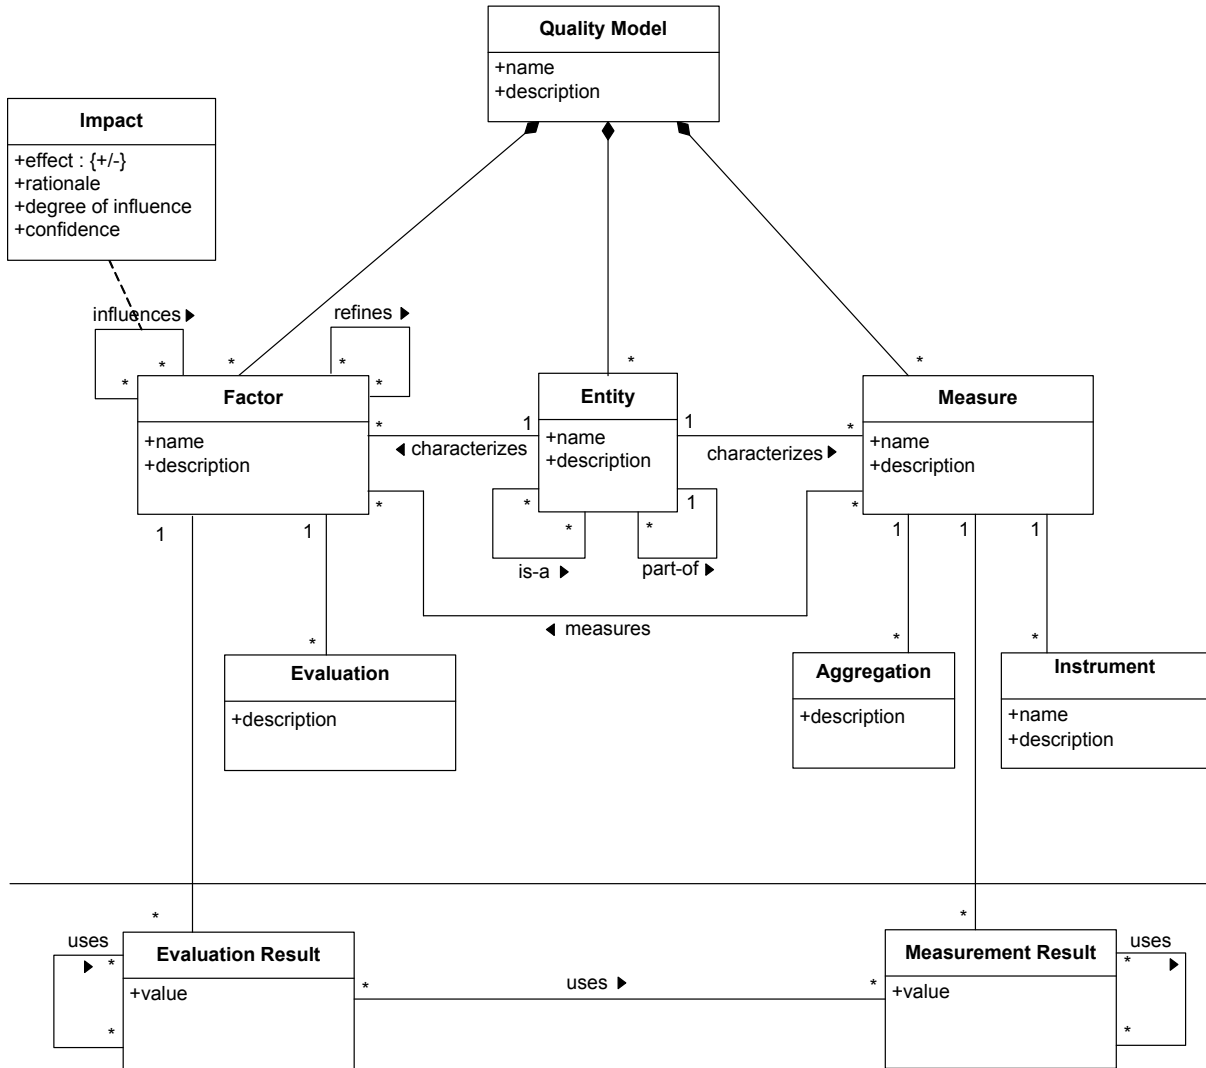 Quality Model
+name
+description
Impact
+effect : {+/-}
+rationale
+degree of influence
+confidence
influences ▶
refines ▶
*
*
*
*
*
*
*
*
Factor
+name
+description
Entity
+name
+description
Measure
+name
+description
*
1
◀ characterizes
1
*
characterizes ▶
*
*
is-a ▶
1
*
part-of ▶
*
*
◀ measures
1
1
1
1
1
*
*
*
Evaluation
+description
Aggregation
+description
Instrument
+name
+description
*
*
uses
▶
*
*
Evaluation Result
+value
*
uses ▶
*
Measurement Result
+value
uses
▶
*
*